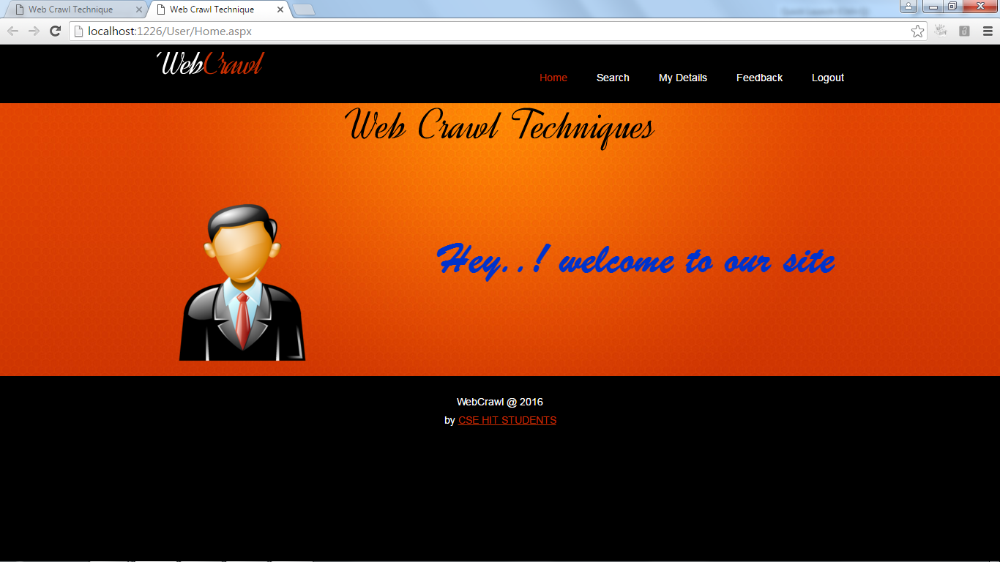 Web Crawl Technique
Web Crawl Technique
localhost:1226/User/Home.aspx
WebCrawl
Home Search My Details Feedback Logout
Web Crawl Techniques
Hey..! welcome to our site
WebCrawl @ 2016
by CSE HIT STUDENTS